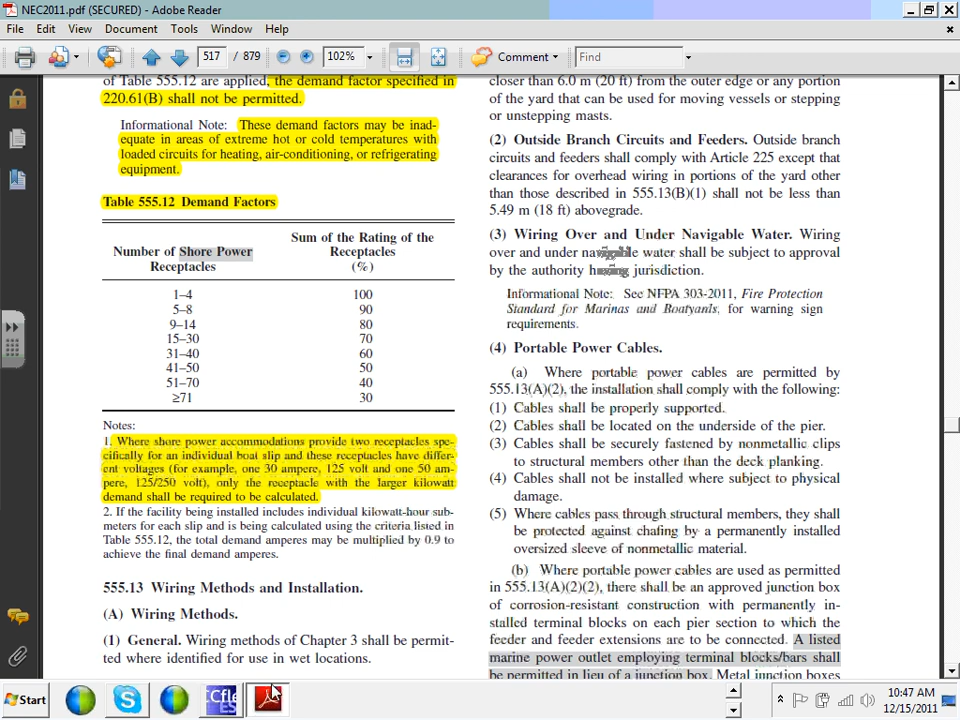 NEC2011.pdf (SECURED) - Adobe Reader
File Edit View Document Tools Window Help
517 / 879 102% Comment Find
of Table 555.12 are applied, the demand factor specified in
220.61(B) shall not be permitted.
Informational Note: These demand factors may be inad-
equate in areas of extreme hot or cold temperatures with
loaded circuits for heating, air-conditioning, or refrigerating
equipment.
Table 555.12 Demand Factors
Number of Shore Power
Receptacles
Sum of the Rating of the
Receptacles
(%)
1–4 100
5–8 90
9–14 80
15–30 70
31–40 60
41–50 50
51–70 40
≥71 30
Notes:
1. Where shore power accommodations provide two receptacles spe-
cifically for an individual boat slip and these receptacles have differ-
ent voltages (for example, one 30 ampere, 125 volt and one 50 am-
pere, 125/250 volt), only the receptacle with the larger kilowatt
demand shall be required to be calculated.
2. If the facility being installed includes individual kilowatt-hour sub-
meters for each slip and is being calculated using the criteria listed in
Table 555.12, the total demand amperes may be multiplied by 0.9 to
achieve the final demand amperes.
555.13 Wiring Methods and Installation.
(A) Wiring Methods.
(1) General. Wiring methods of Chapter 3 shall be permit-
ted where identified for use in wet locations.
closer than 6.0 m (20 ft) from the outer edge or any portion
of the yard that can be used for moving vessels or stepping
or unstepping masts.
(2) Outside Branch Circuits and Feeders. Outside branch
circuits and feeders shall comply with Article 225 except that
clearances for overhead wiring in portions of the yard other
than those described in 555.13(B)(1) shall not be less than
5.49 m (18 ft) abovegrade.
(3) Wiring Over and Under Navigable Water. Wiring
over and under navigable water shall be subject to approval
by the authority having jurisdiction.
Informational Note: See NFPA 303-2011, Fire Protection
Standard for Marinas and Boatyards, for warning sign
requirements.
(4) Portable Power Cables.
(a) Where portable power cables are permitted by
555.13(A)(2), the installation shall comply with the following:
(1) Cables shall be properly supported.
(2) Cables shall be located on the underside of the pier.
(3) Cables shall be securely fastened by nonmetallic clips
to structural members other than the deck planking.
(4) Cables shall not be installed where subject to physical
damage.
(5) Where cables pass through structural members, they shall
be protected against chafing by a permanently installed
oversized sleeve of nonmetallic material.
(b) Where portable power cables are used as permitted
in 555.13(A)(2)(2), there shall be an approved junction box
of corrosion-resistant construction with permanently in-
stalled terminal blocks on each pier section to which the
feeder and feeder extensions are to be connected. A listed
marine power outlet employing terminal blocks/bars shall
be permitted in lieu of a junction box. Metal junction boxes
Start
10:47 AM
12/15/2011